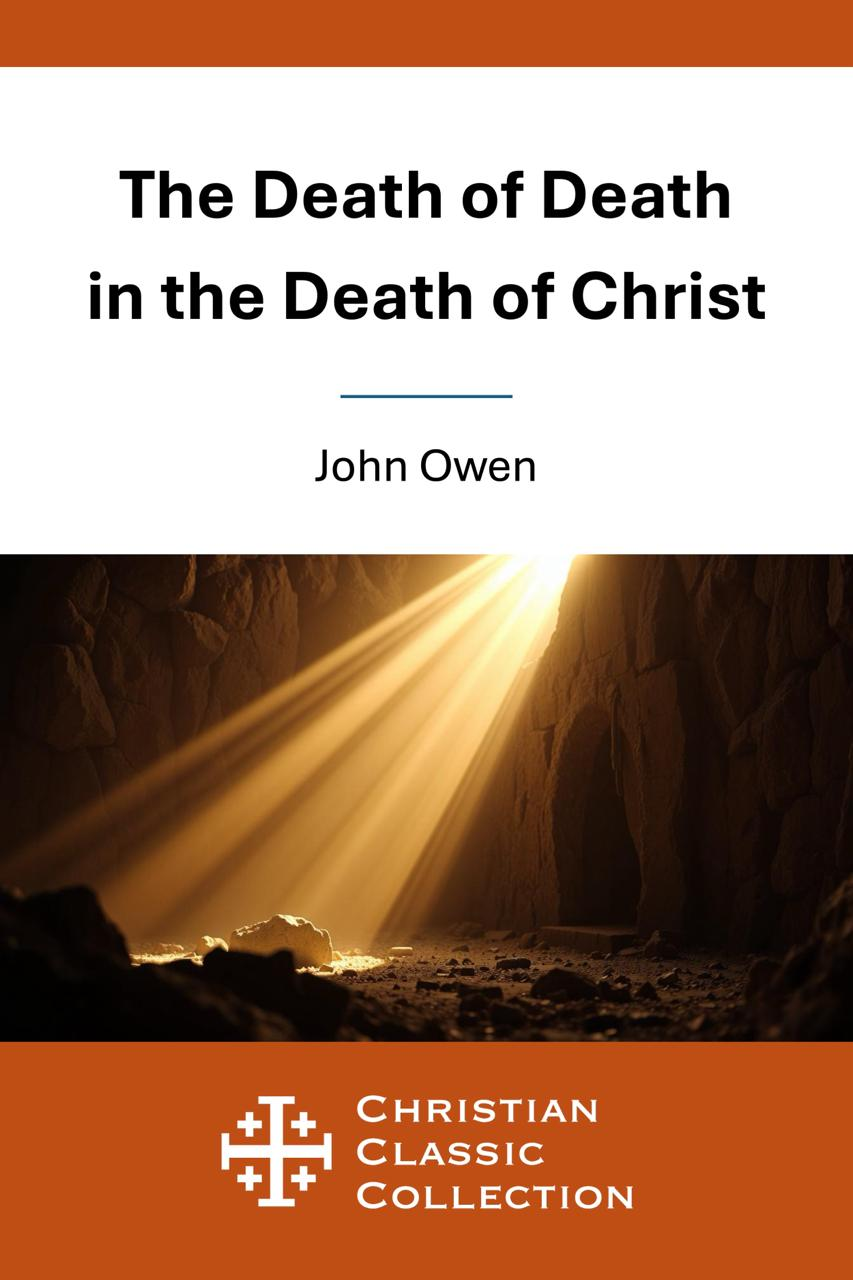 The Death of Death
in the Death of Christ
John Owen
CHRISTIAN
CLASSIC
COLLECTION